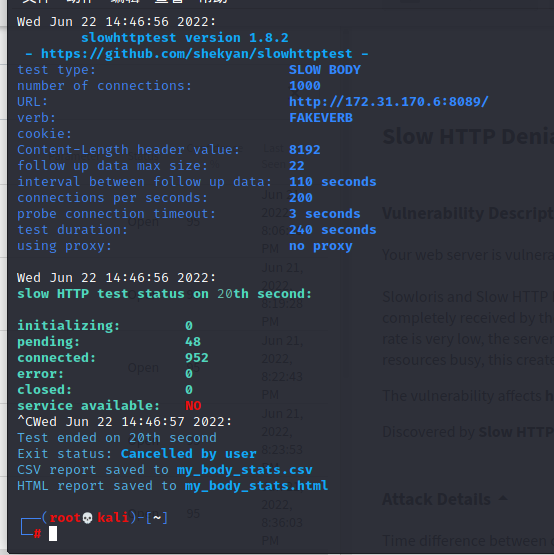 Wed Jun 22 14:46:56 2022:
slowhttptest version 1.8.2
- https://github.com/shekyan/slowhttptest -
test type: SLOW BODY
number of connections: 1000
URL: http://172.31.170.6:8089/
verb: FAKEVERB
cookie:
Content-Length header value: 8192
follow up data max size: 22
interval between follow up data: 110 seconds
connections per seconds: 200
probe connection timeout: 3 seconds
test duration: 240 seconds
using proxy: no proxy
Wed Jun 22 14:46:56 2022:
slow HTTP test status on 20th second:
initializing: 0
pending: 48
connected: 952
error: 0
closed: 0
service available: NO
^CWed Jun 22 14:46:57 2022:
Test ended on 20th second
Exit status: Cancelled by user
CSV report saved to my_body_stats.csv
HTML report saved to my_body_stats.html
(root💀kali)-[~]
#
Slow HTTP Denia
Vulnerability Descript
Your web server is vulnera
Slowloris and Slow HTTP
completely received by th
rate is very low, the server
resources busy, this create
The vulnerability affects h
Discovered by Slow HTTP
Attack Details
Time difference between
Open
Jun 21,
2022,
6:22:43
PM
Jun 21,
2022,
6:23:53
PM
95
2022,
8:36:03
PM